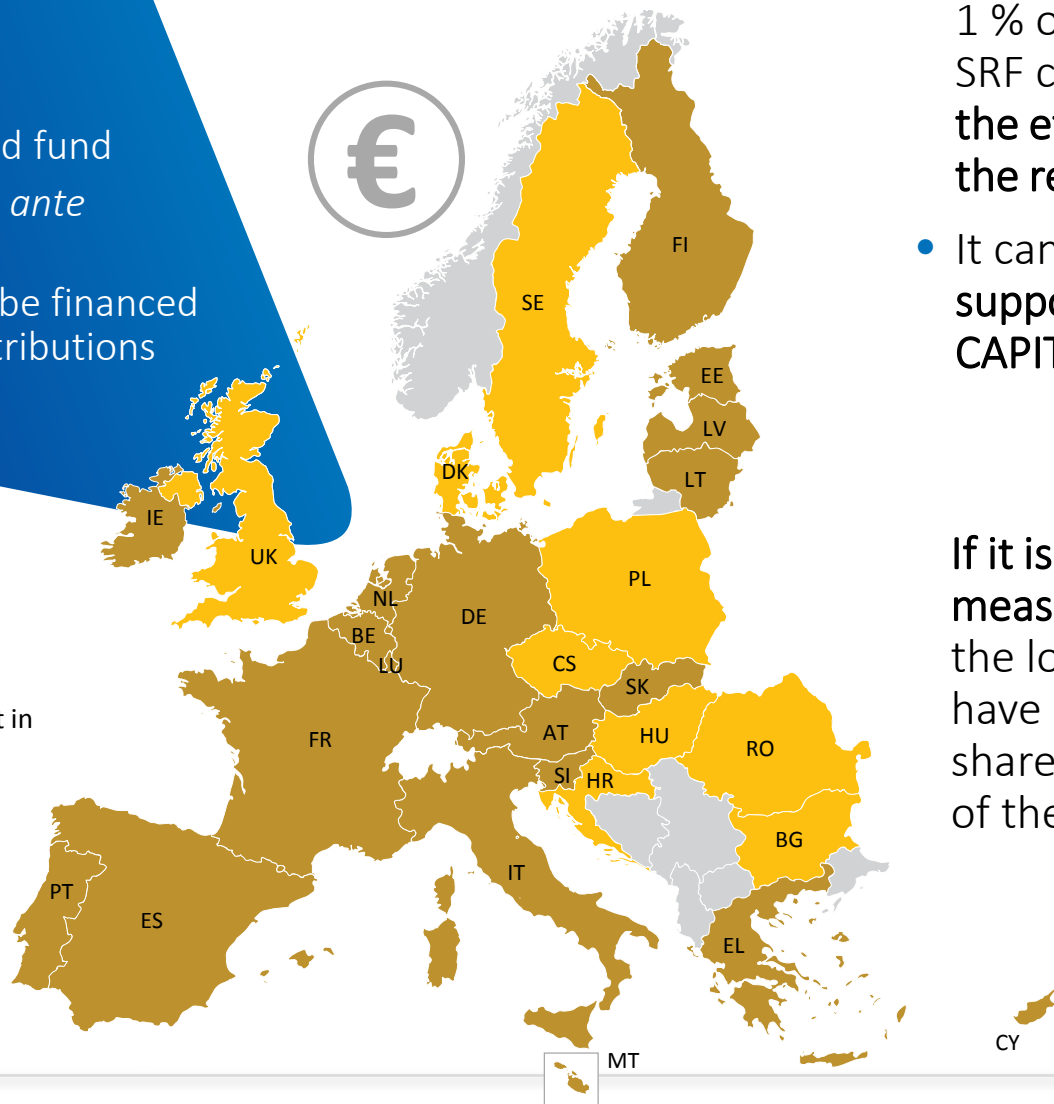 d fund
ante
be financed
tributions
t in
€
FI
SE
EE
LV
LT
DK
IE
UK
NL
BE
LU
DE
PL
CS
SK
FR
AT
HU
RO
SI
HR
BG
IT
PT
ES
EL
CY
MT
1 % o
SRF c
the e
the re
• It can
suppo
CAPIT
If it is
meas
the lo
have
share
of the